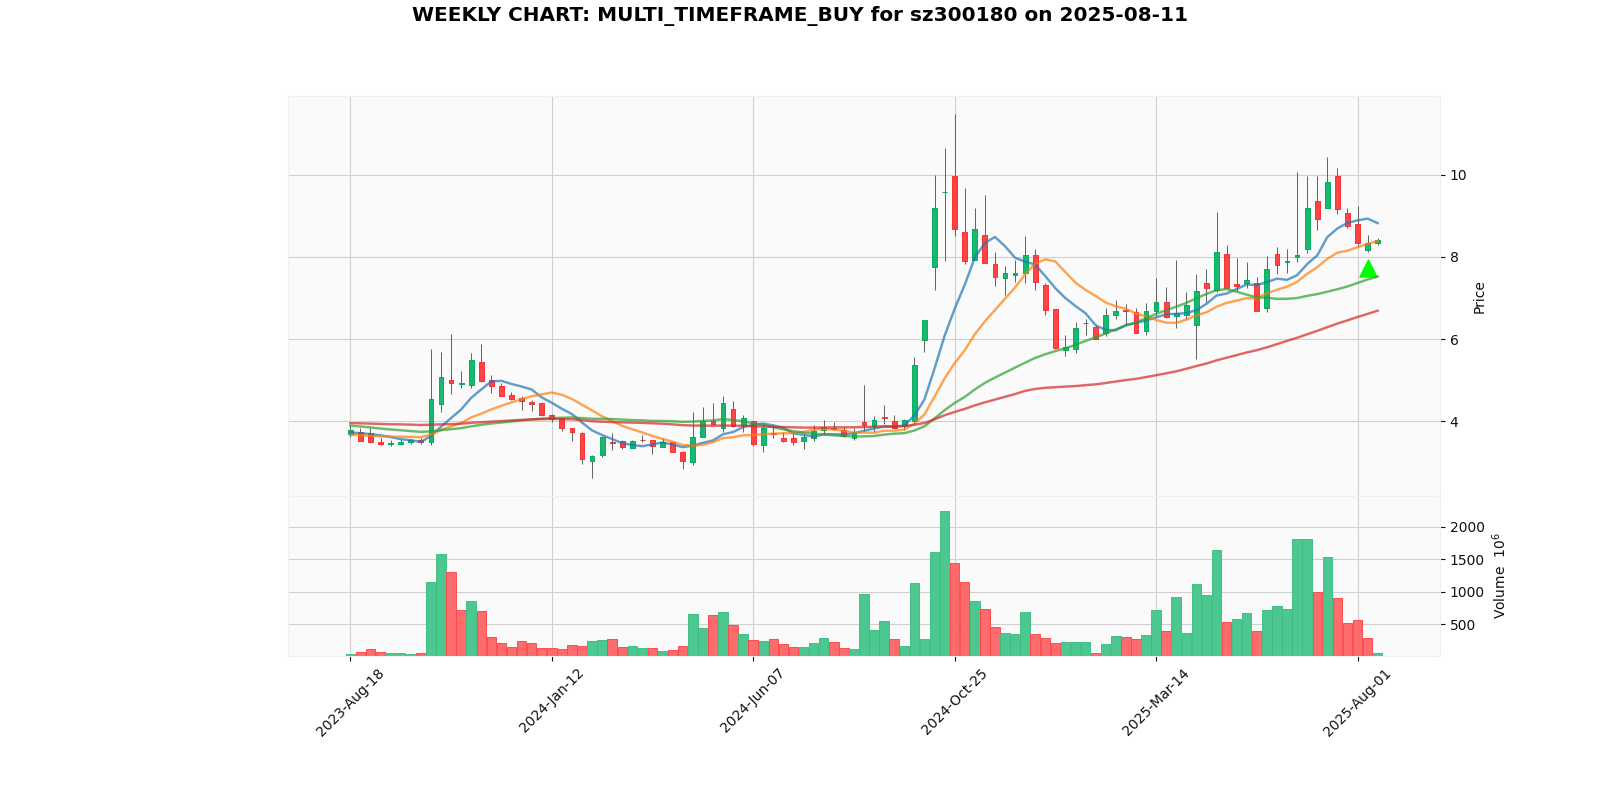 WEEKLY CHART: MULTI_TIMEFRAME_BUY for sz300180 on 2025-08-11
10
8
6
4
Price
2000
1500
1000
500
Volume 10^6
2023-Aug-18
2024-Jan-12
2024-Jun-07
2024-Oct-25
2025-Mar-14
2025-Aug-01